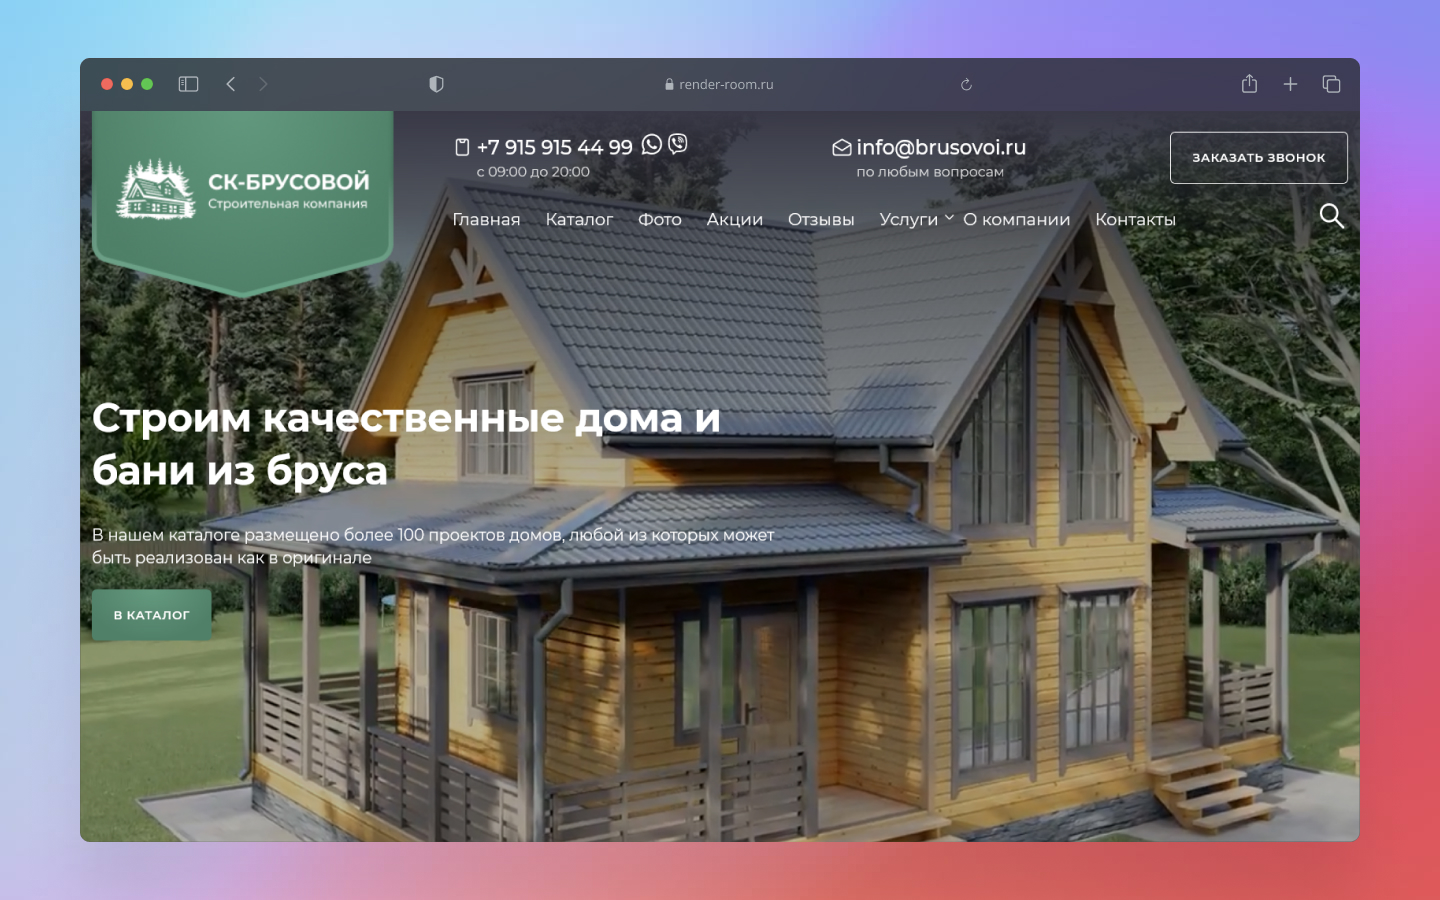 render-room.ru
СК-БРУСОВОЙ
Строительная компания
+7 915 915 44 99
с 09:00 до 20:00
info@brusovoi.ru
по любым вопросам
ЗАКАЗАТЬ ЗВОНОК
Главная Каталог Фото Акции Отзывы Услуги О компании Контакты
Строим качественные дома и
бани из бруса
В нашем каталоге размещено более 100 проектов домов, любой из которых может
быть реализован как в оригинале
В КАТАЛОГ